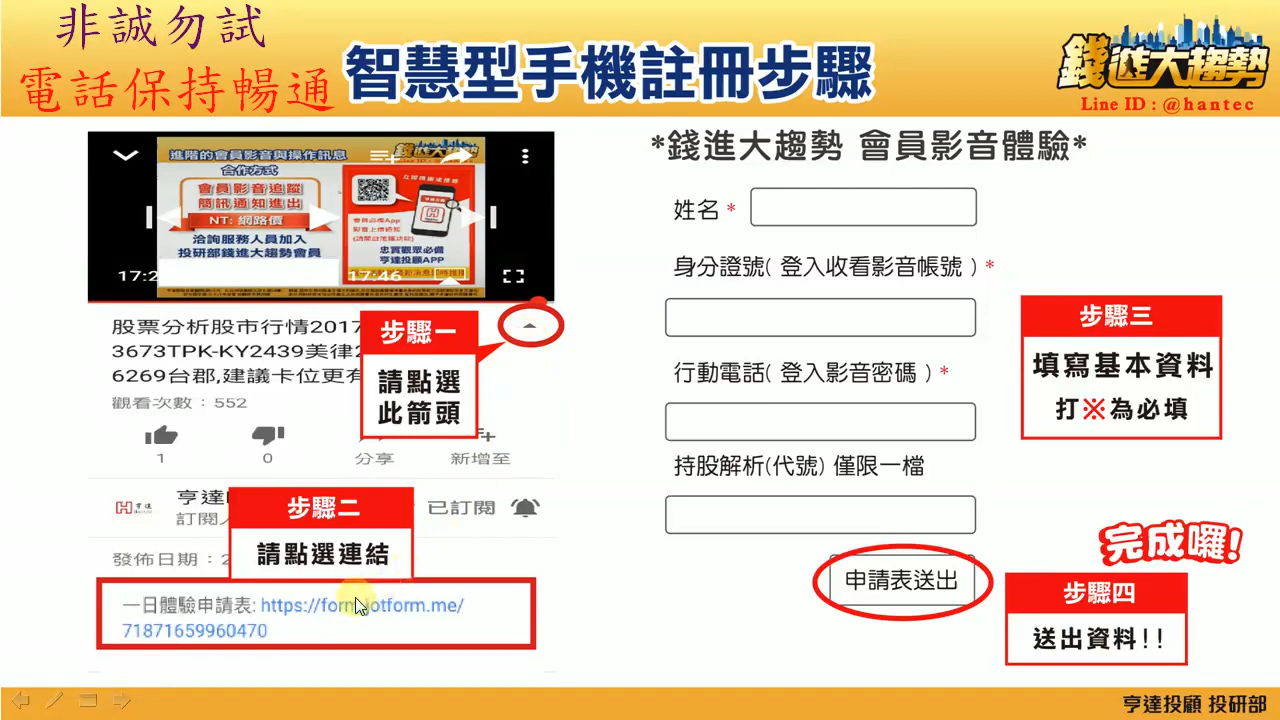 非誠勿試
電話保持暢通
智慧型手機註冊步驟
錢進大趨勢
Line ID : @hantec
進階的會員影音與操作訊息
合作方式
會員影音追蹤
簡訊通知進出
NT: 網路價
洽詢服務人員加入
投研部錢進大趨勢會員
忠實觀眾必備
亨達投顧APP
17:2
17:46
股票分析股市行情2017
3673TPK-KY2439美律2
6269台郡,建議卡位更有
觀看次數：552
1
0
分享
新增至
步驟一
請點選
此箭頭
亨達
訂閱
已訂閱
步驟二
請點選連結
發佈日期：2
一日體驗申請表: https://form.jotform.me/
71871659960470
*錢進大趨勢 會員影音體驗*
姓名 *
身分證號( 登入收看影音帳號 ) *
行動電話( 登入影音密碼 ) *
持股解析(代號) 僅限一檔
申請表送出
步驟三
填寫基本資料
打※為必填
完成囉!
步驟四
送出資料!!
亨達投顧 投研部